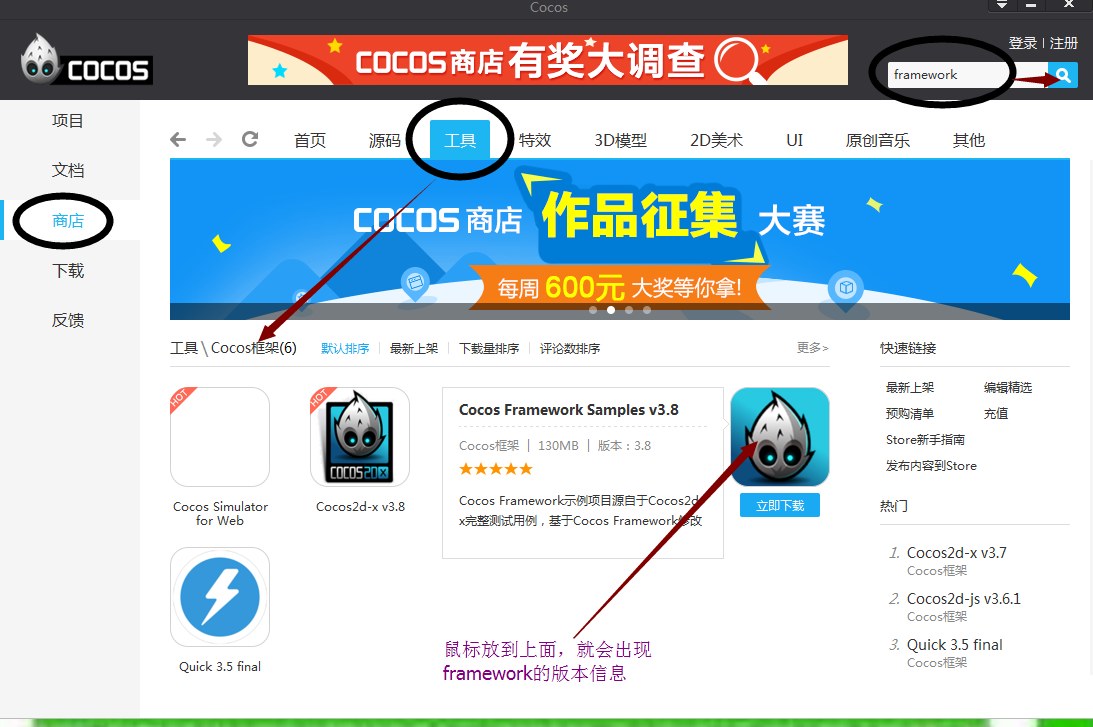 Cocos
COCOS
COCOS商店有奖大调查
登录 | 注册
framework
项目
文档
商店
下载
反馈
首页
源码
工具
特效
3D模型
2D美术
UI
原创音乐
其他
COCOS商店 作品征集 大赛
每周 600元 大奖等你拿!
工具 \ Cocos框架(6)
默认排序 | 最新上架 | 下载量排序 | 评论数排序
更多>
HOT
Cocos Simulator
for Web
HOT
COCOS2DX
Cocos2d-x v3.8
Cocos Framework Samples v3.8
Cocos框架 | 130MB | 版本：3.8
Cocos Framework示例项目源自于Cocos2d-
x完整测试用例，基于Cocos Framework修改
立即下载
Quick 3.5 final
鼠标放到上面，就会出现
framework的版本信息
快速链接
最新上架
编辑精选
预购清单
充值
Store新手指南
发布内容到Store
热门
1. Cocos2d-x v3.7
Cocos框架
2. Cocos2d-js v3.6.1
Cocos框架
3. Quick 3.5 final
Cocos框架